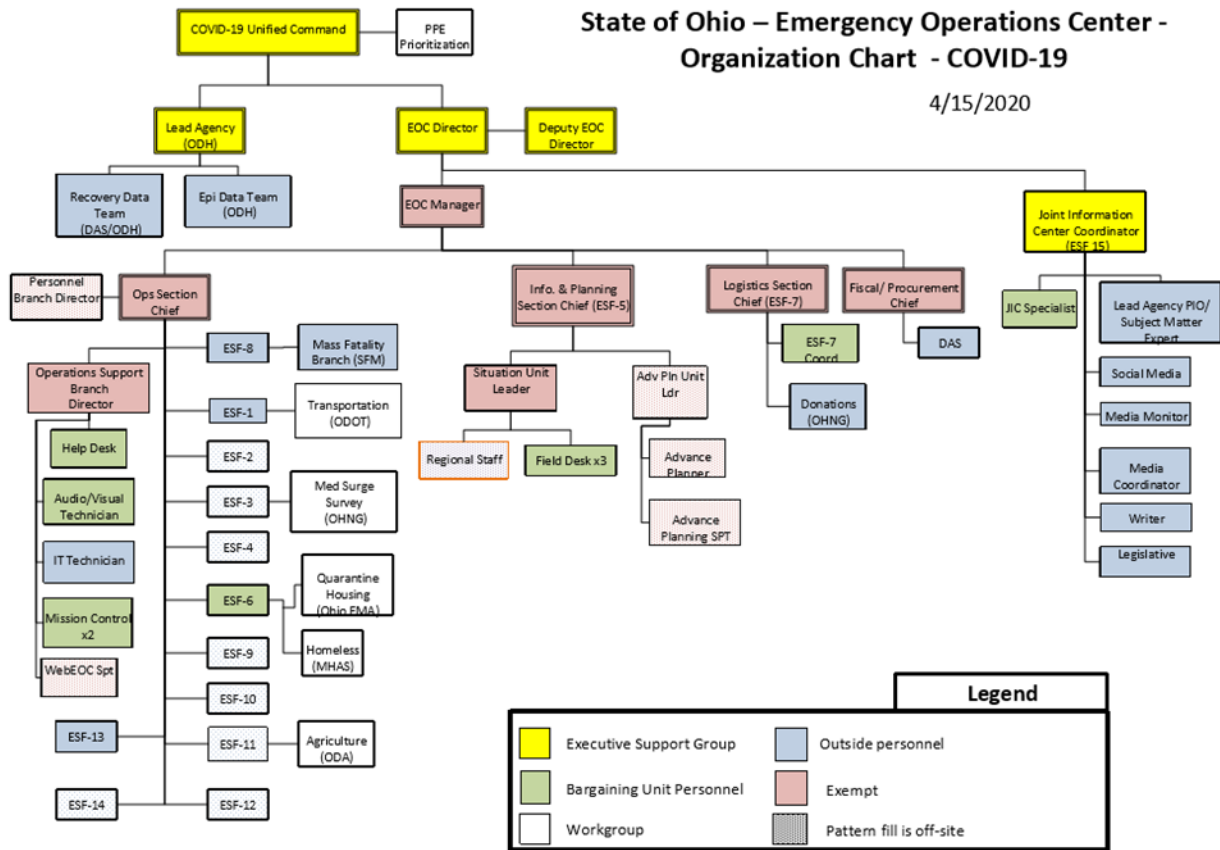 State of Ohio – Emergency Operations Center -
Organization Chart - COVID-19
4/15/2020
COVID-19 Unified Command
PPE
Prioritization
Lead Agency
(ODH)
EOC Director
Deputy EOC
Director
Recovery Data
Team
(DAS/ODH)
Epi Data Team
(ODH)
EOC Manager
Joint Information
Center Coordinator
(ESF 15)
Personnel
Branch Director
Ops Section
Chief
Info. & Planning
Section Chief (ESF-5)
Logistics Section
Chief (ESF-7)
Fiscal/ Procurement
Chief
JIC Specialist
Lead Agency PIO/
Subject Matter
Expert
ESF-8
Mass Fatality
Branch (SFM)
ESF-7
Coord
DAS
Operations Support
Branch
Director
Situation Unit
Leader
Adv Pln Unit
Ldr
Social Media
ESF-1
Transportation
(ODOT)
Donations
(OHNG)
Media Monitor
Help Desk
ESF-2
Regional Staff
Field Desk x3
Advance
Planner
Media
Coordinator
Audio/Visual
Technician
ESF-3
Med Surge
Survey
(OHNG)
Advance
Planning SPT
Writer
IT Technician
ESF-4
Legislative
Mission Control
x2
ESF-6
Quarantine
Housing
(Ohio EMA)
Homeless
(MHAS)
WebEOC Spt
ESF-9
ESF-10
ESF-13
ESF-11
Agriculture
(ODA)
ESF-14
ESF-12
Legend
Executive Support Group
Outside personnel
Bargaining Unit Personnel
Exempt
Workgroup
Pattern fill is off-site